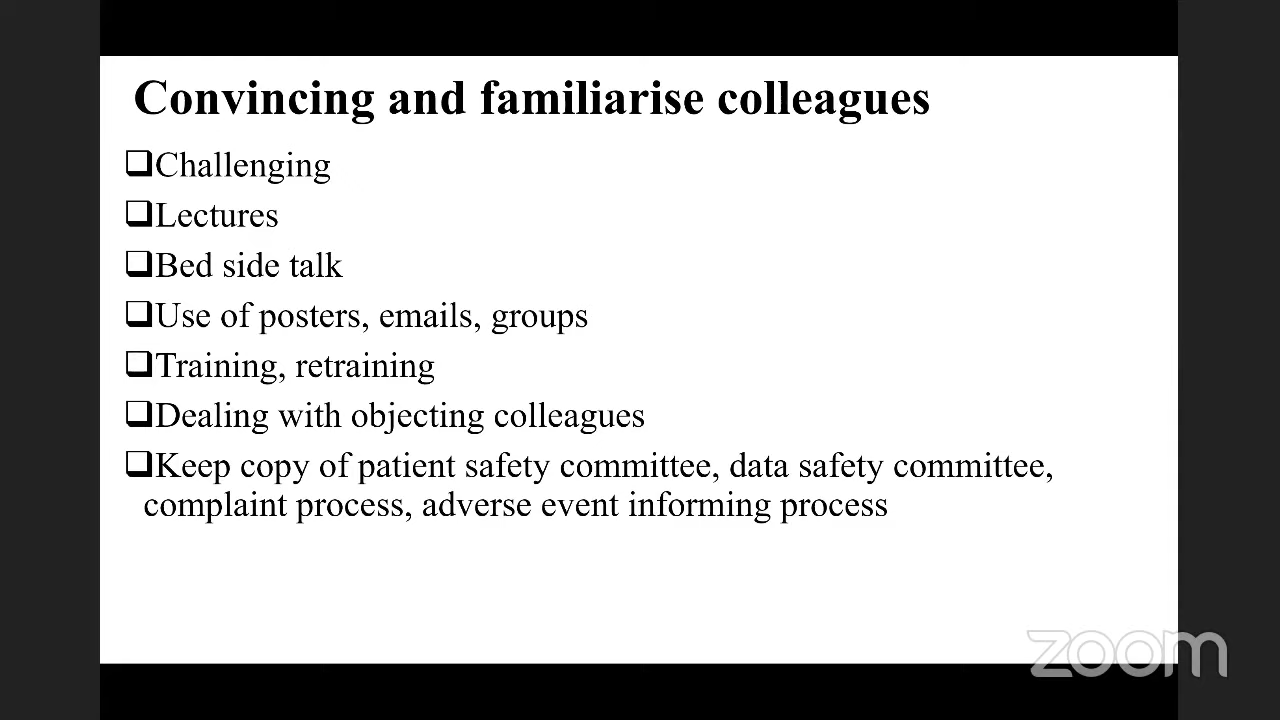 Convincing and familiarise colleagues
❑Challenging
❑Lectures
❑Bed side talk
❑Use of posters, emails, groups
❑Training, retraining
❑Dealing with objecting colleagues
❑Keep copy of patient safety committee, data safety committee,
complaint process, adverse event informing process
zoom